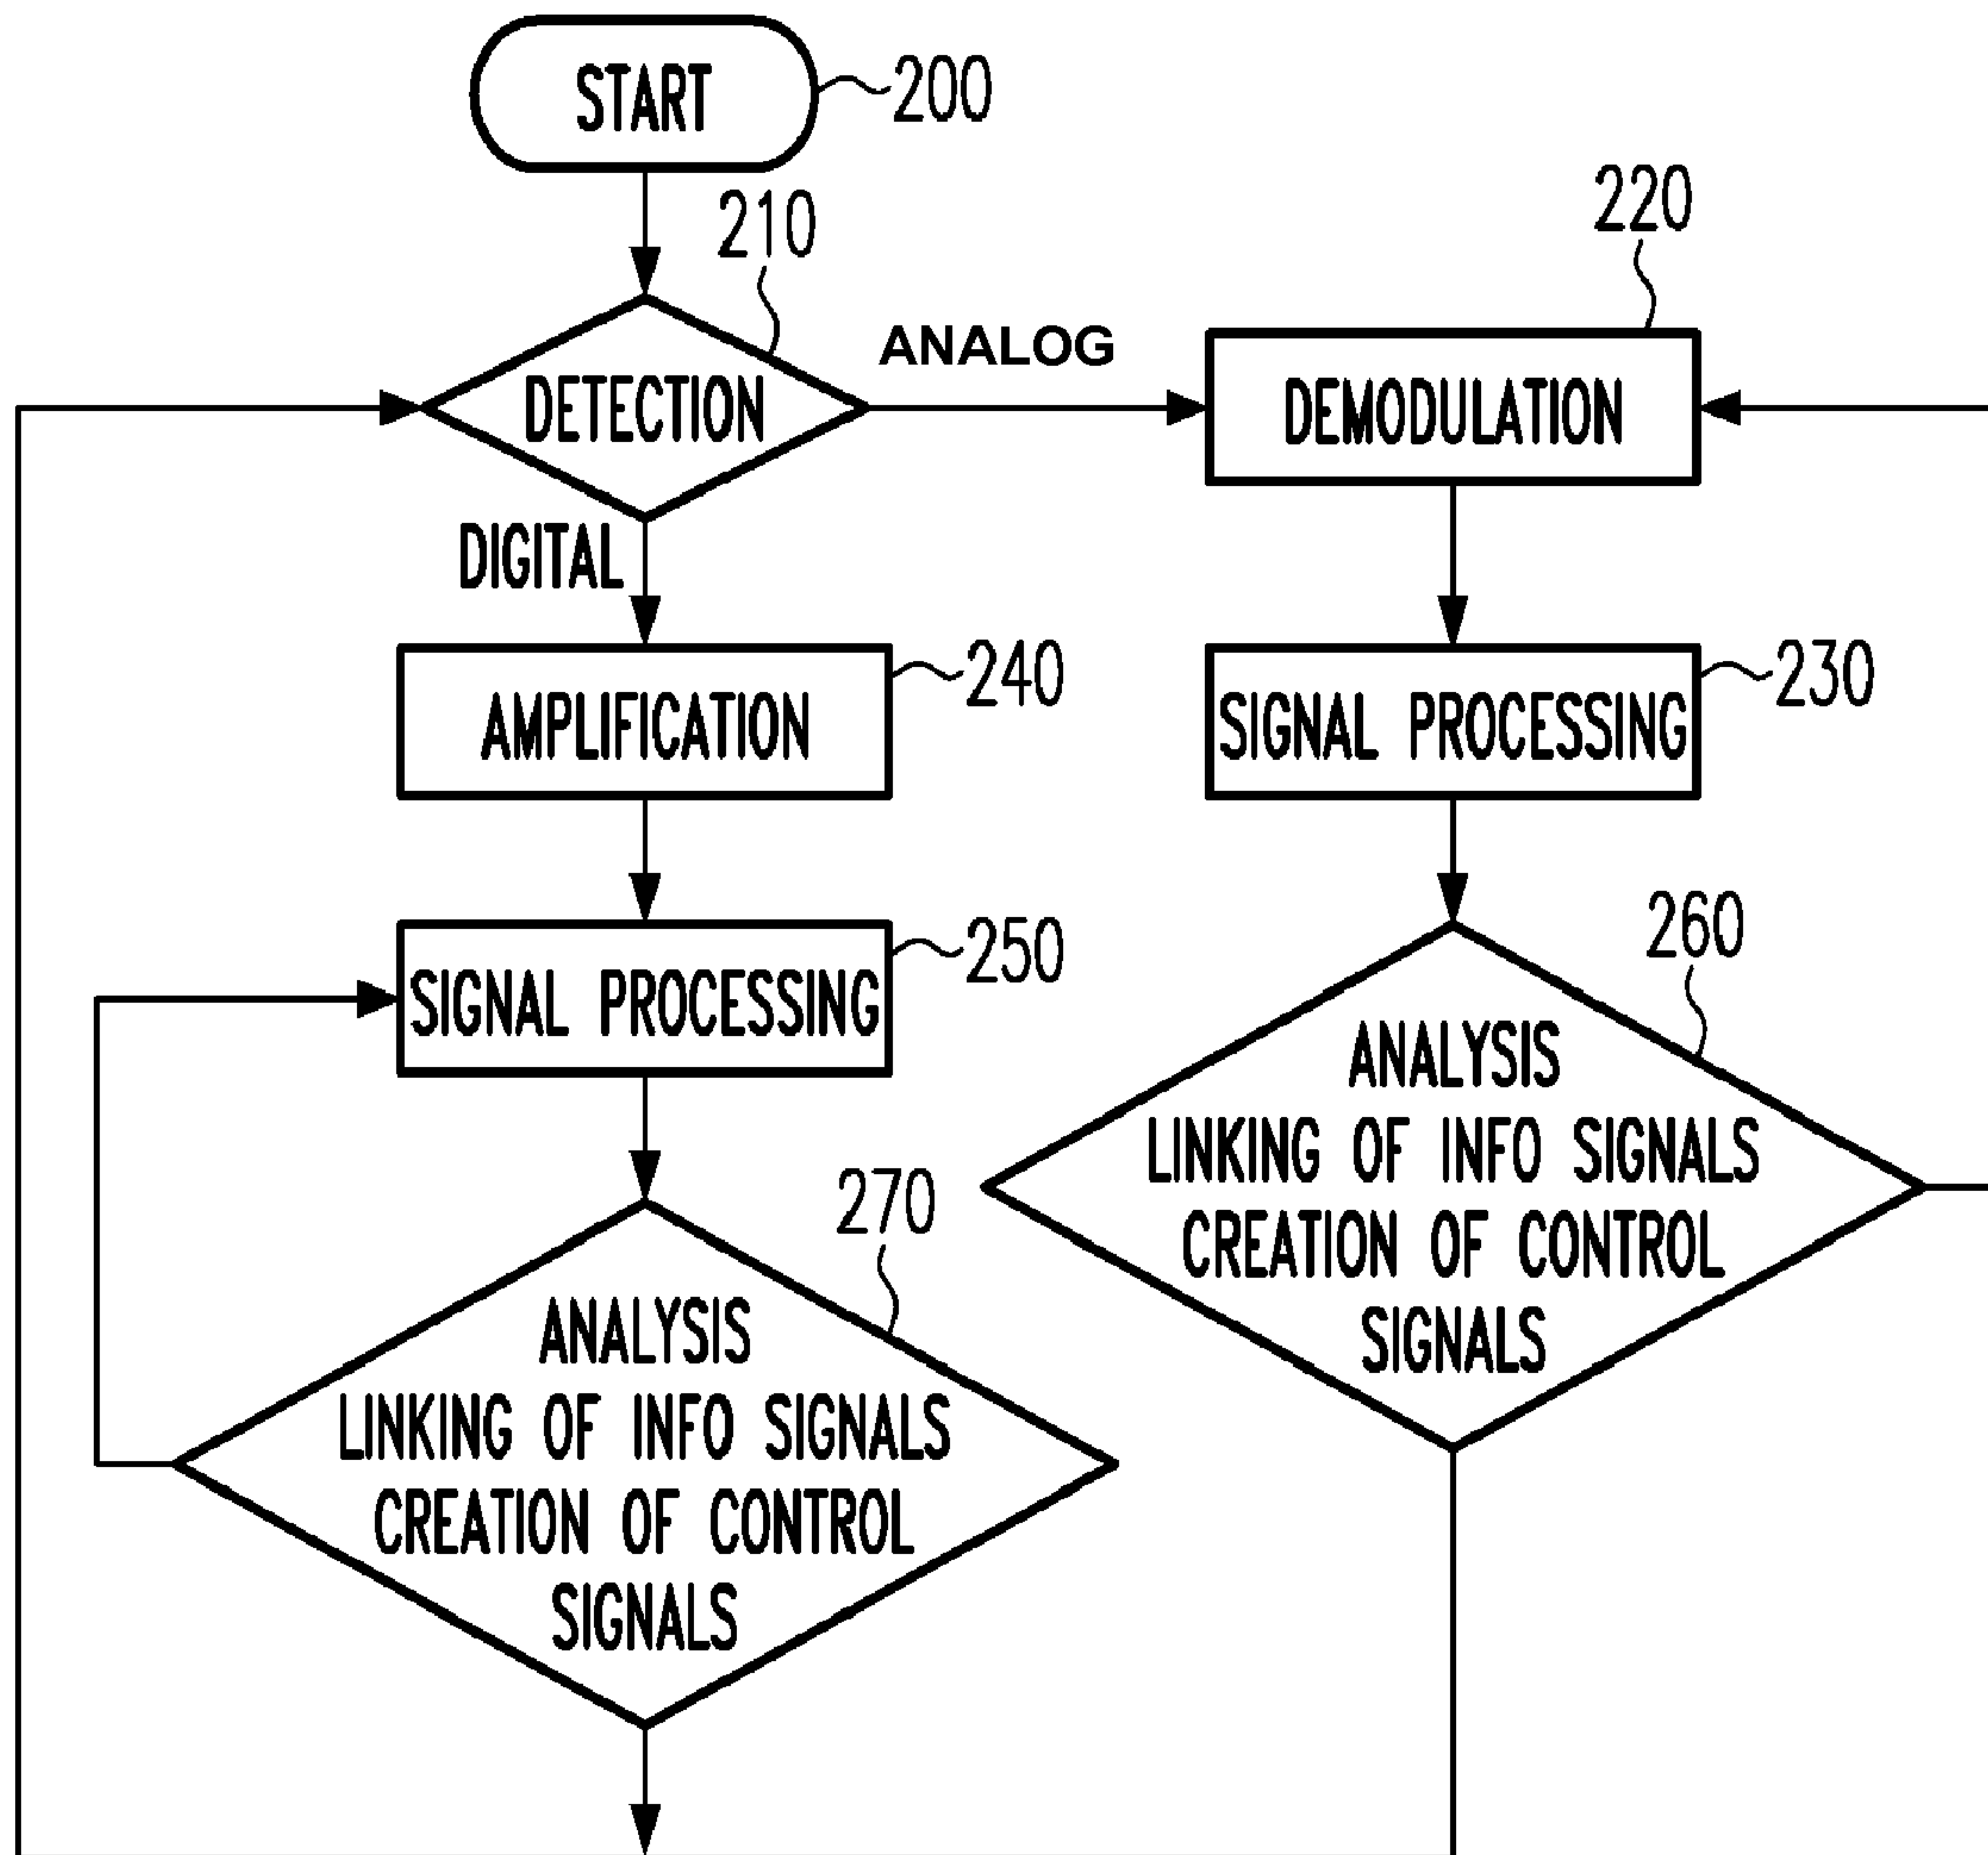 START
200
210
220
ANALOG
DETECTION
DEMODULATION
DIGITAL
240
230
AMPLIFICATION
SIGNAL PROCESSING
250
260
SIGNAL PROCESSING
ANALYSIS
LINKING OF INFO SIGNALS
CREATION OF CONTROL
SIGNALS
270
ANALYSIS
LINKING OF INFO SIGNALS
CREATION OF CONTROL
SIGNALS